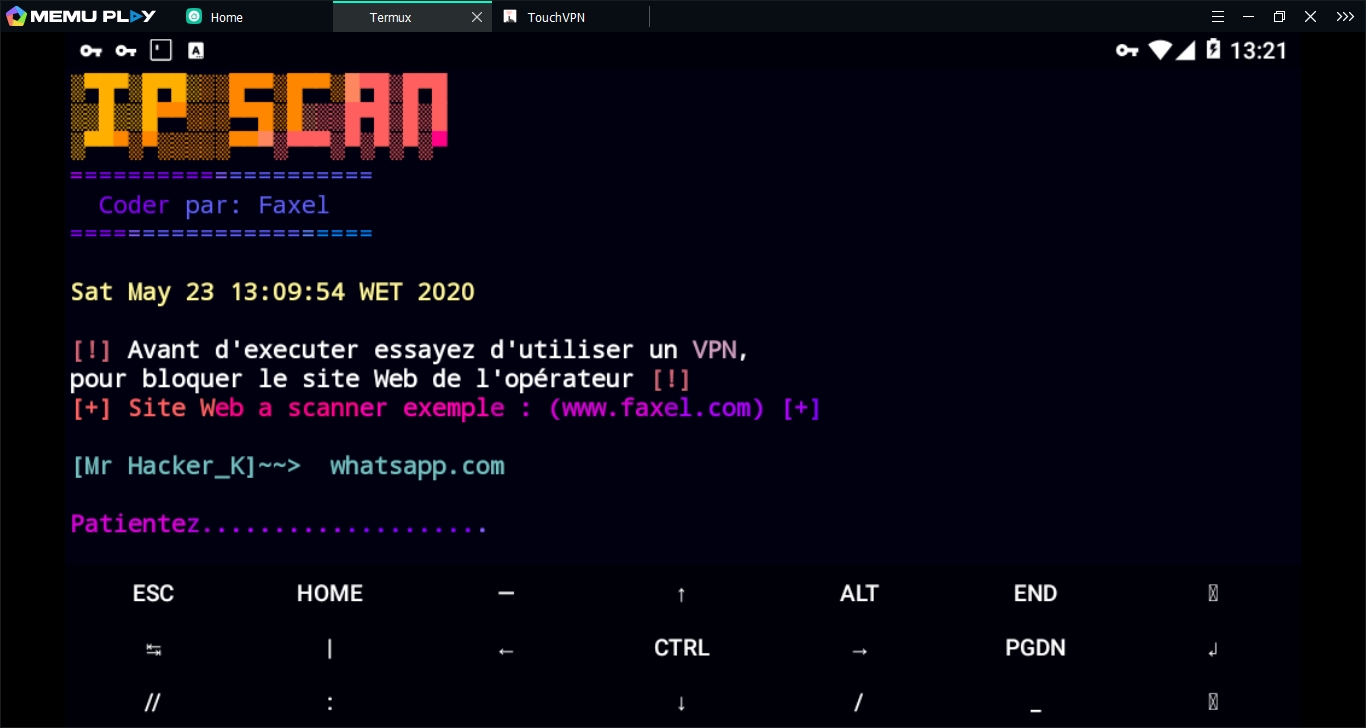 MEMU PLAY Home Termux TouchVPN
13:21
IP SCAN
=====================
Coder par: Faxel
=====================
Sat May 23 13:09:54 WET 2020
[!] Avant d'executer essayez d'utiliser un VPN,
pour bloquer le site Web de l'opérateur [!]
[+] Site Web a scanner exemple : (www.faxel.com) [+]
[Mr Hacker_K]~~> whatsapp.com
Patientez....................
ESC HOME — ↑ ALT END
↹ | ← CTRL → PGDN ↲
// : ↓ / _